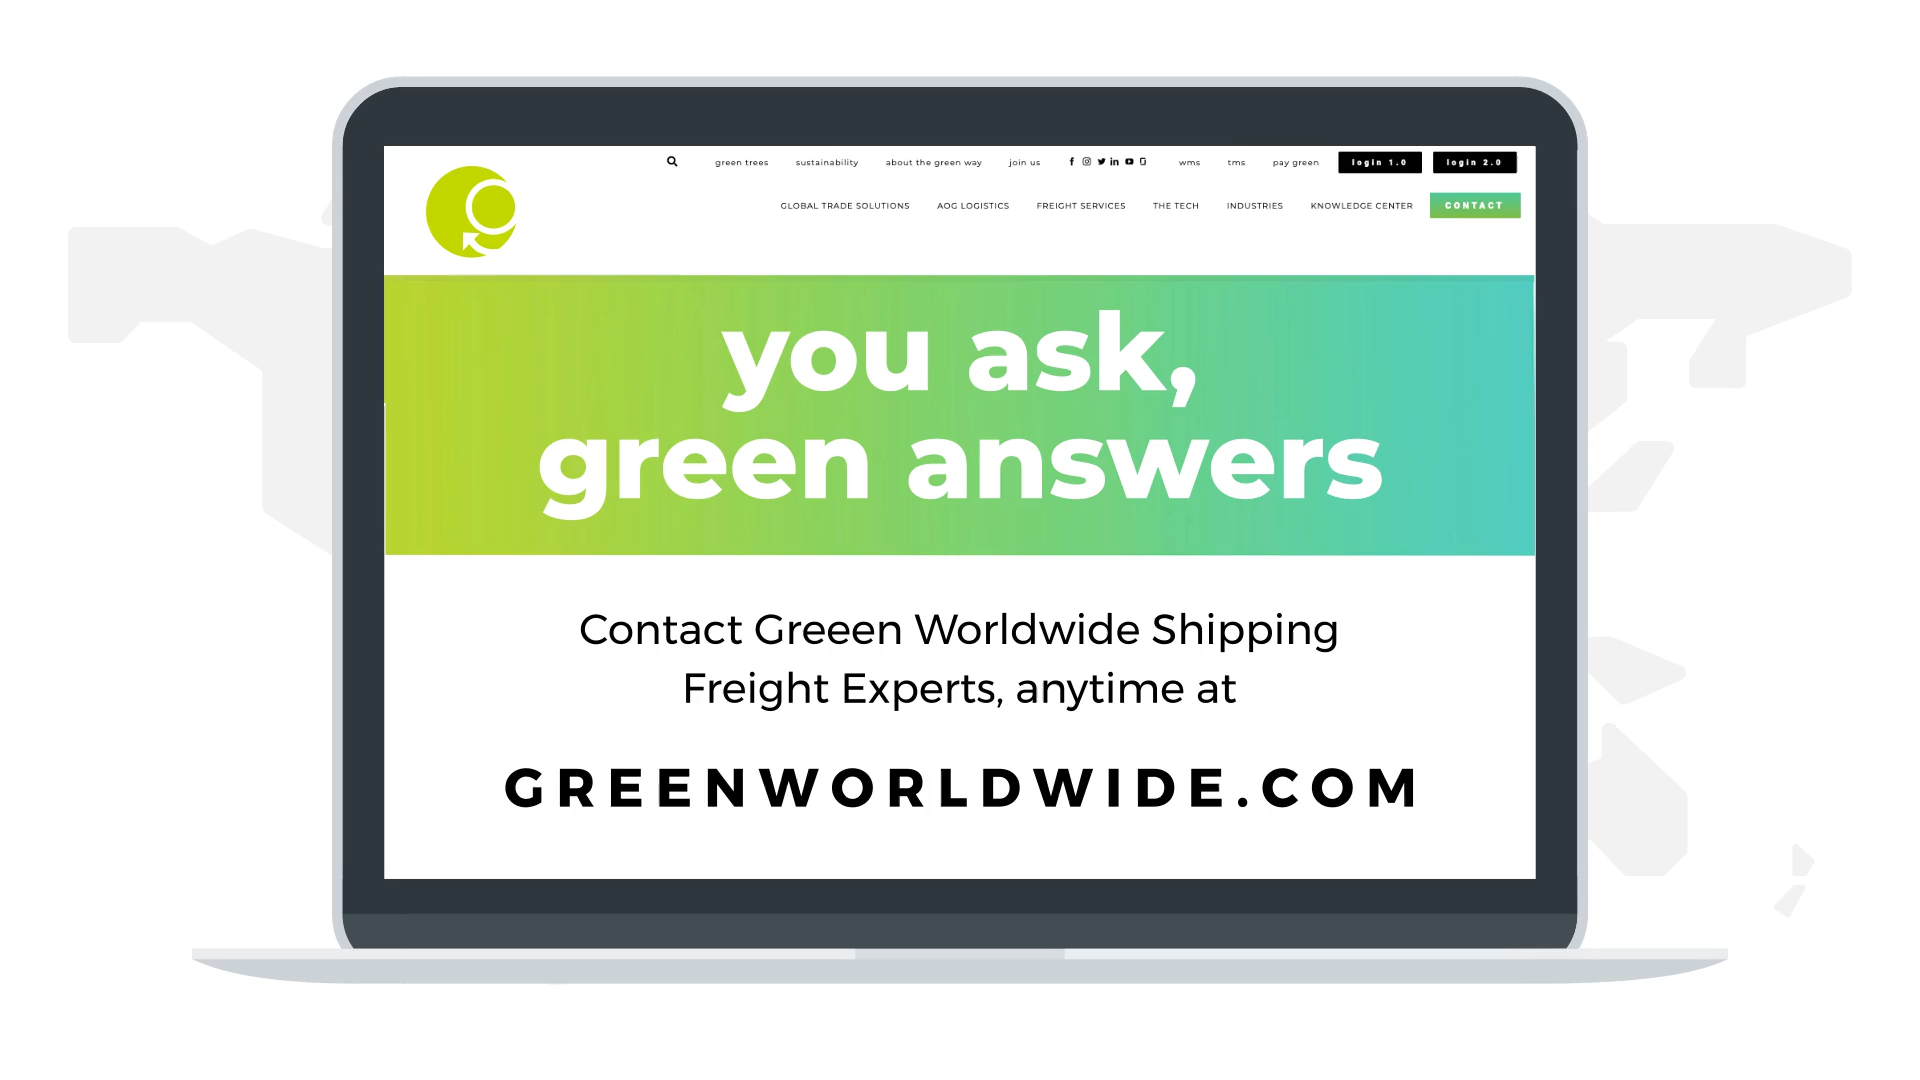 green trees sustainability about the green way join us wms tms pay green login 1.0 login 2.0
GLOBAL TRADE SOLUTIONS AOG LOGISTICS FREIGHT SERVICES THE TECH INDUSTRIES KNOWLEDGE CENTER CONTACT
you ask,
green answers
Contact Greeen Worldwide Shipping
Freight Experts, anytime at
GREENWORLDWIDE.COM